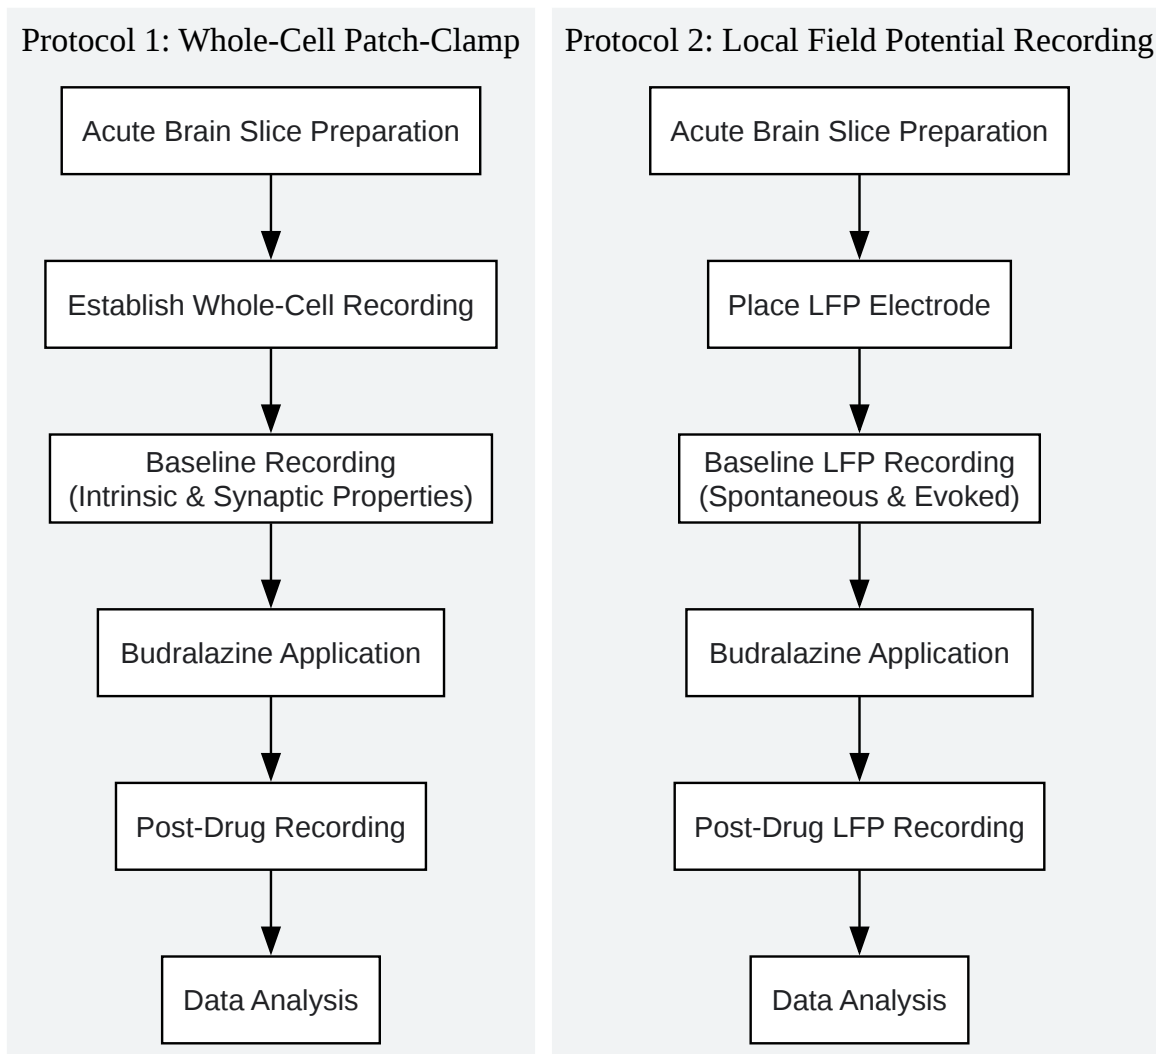 Protocol 1: Whole-Cell Patch-Clamp
Acute Brain Slice Preparation
Establish Whole-Cell Recording
Baseline Recording
(Intrinsic & Synaptic Properties)
Budralazine Application
Post-Drug Recording
Data Analysis
Protocol 2: Local Field Potential Recording
Acute Brain Slice Preparation
Place LFP Electrode
Baseline LFP Recording
(Spontaneous & Evoked)
Budralazine Application
Post-Drug LFP Recording
Data Analysis